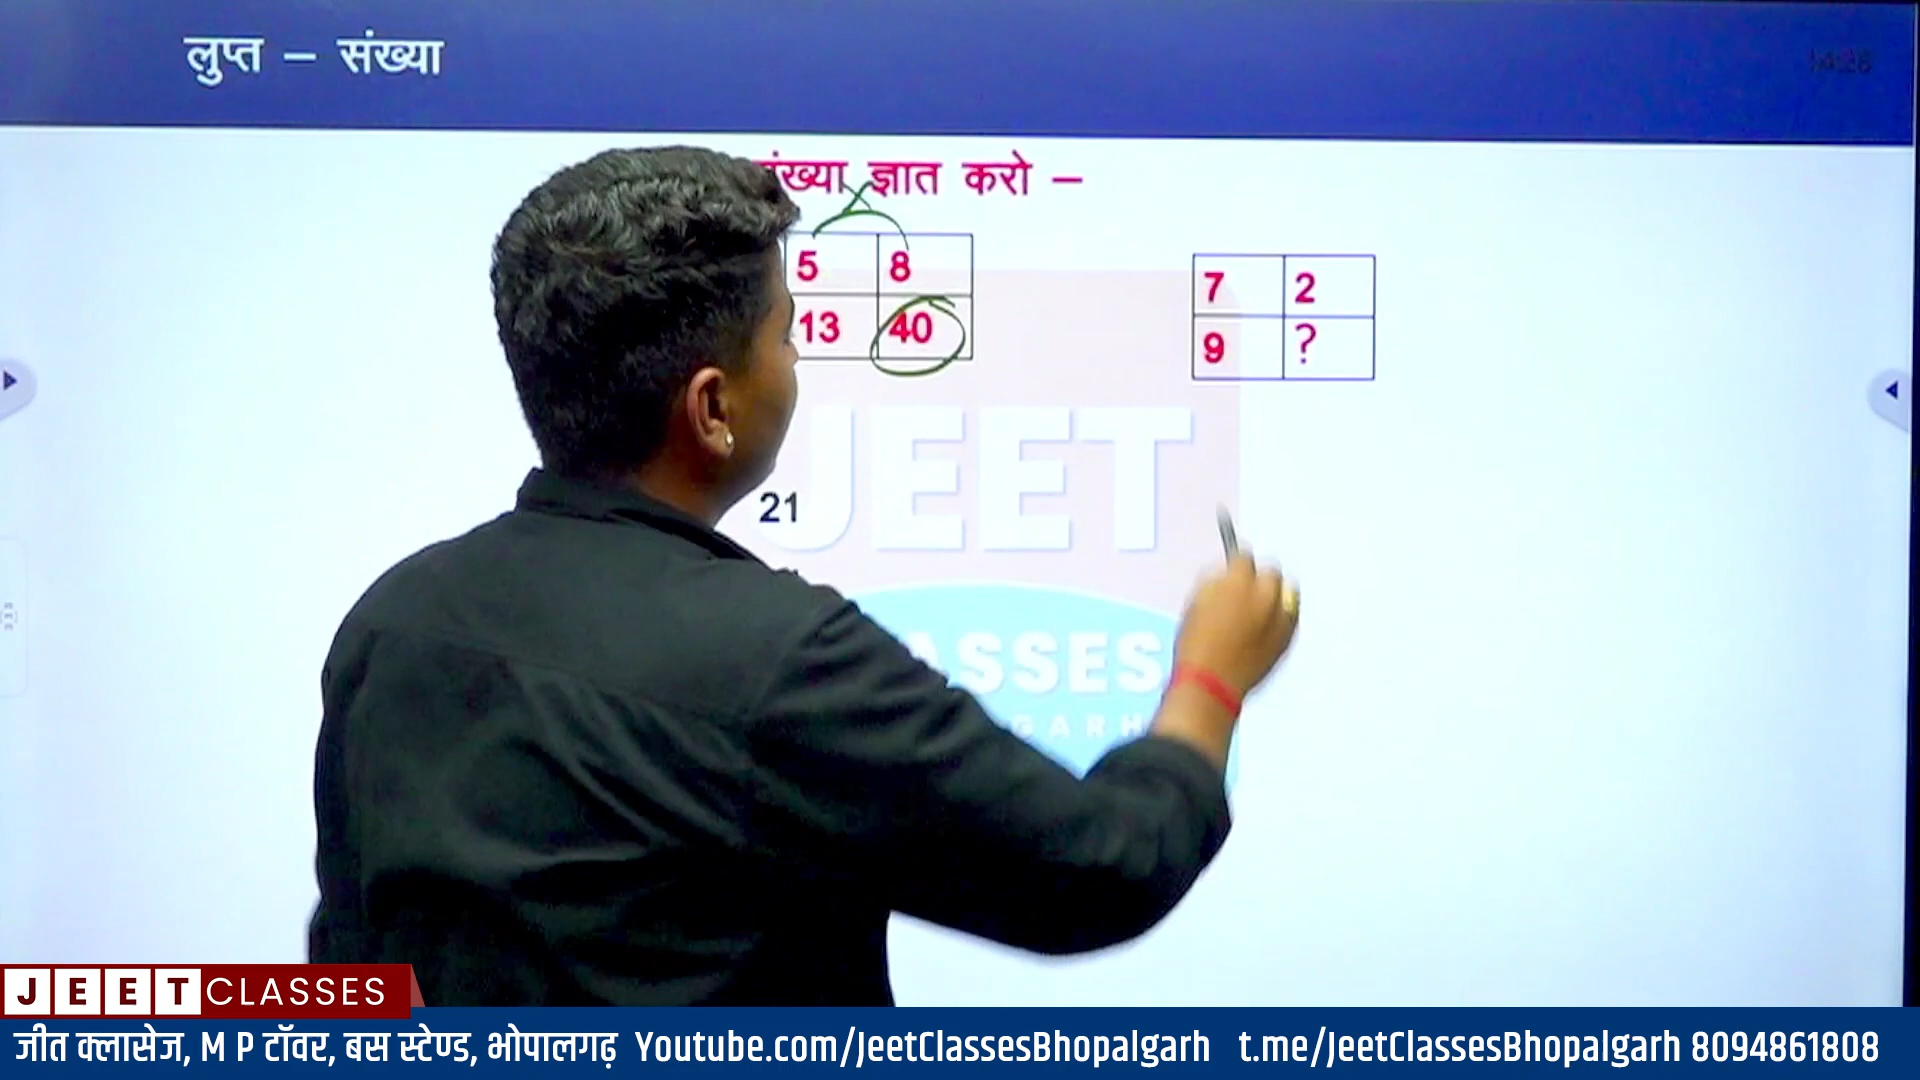 लुप्त – संख्या
ज्ञात करो –
5 8
13 40
7 2
9 ?
21
JEET
GARH
JEET CLASSES
जीत क्लासेज, M P टॉवर, बस स्टेण्ड, भोपालगढ़ Youtube.com/JeetClassesBhopalgarh t.me/JeetClassesBhopalgarh 8094861808